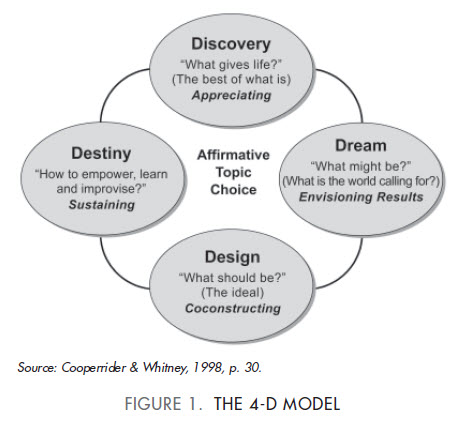 Discovery
“What gives life?”
(The best of what is)
Appreciating
Destiny
“How to empower, learn
and improvise?”
Sustaining
Affirmative
Topic
Choice
Dream
“What might be?”
(What is the world calling for?)
Envisioning Results
Design
“What should be?”
(The ideal)
Coconstructing
Source: Cooperrider & Whitney, 1998, p. 30.
FIGURE 1. THE 4-D MODEL